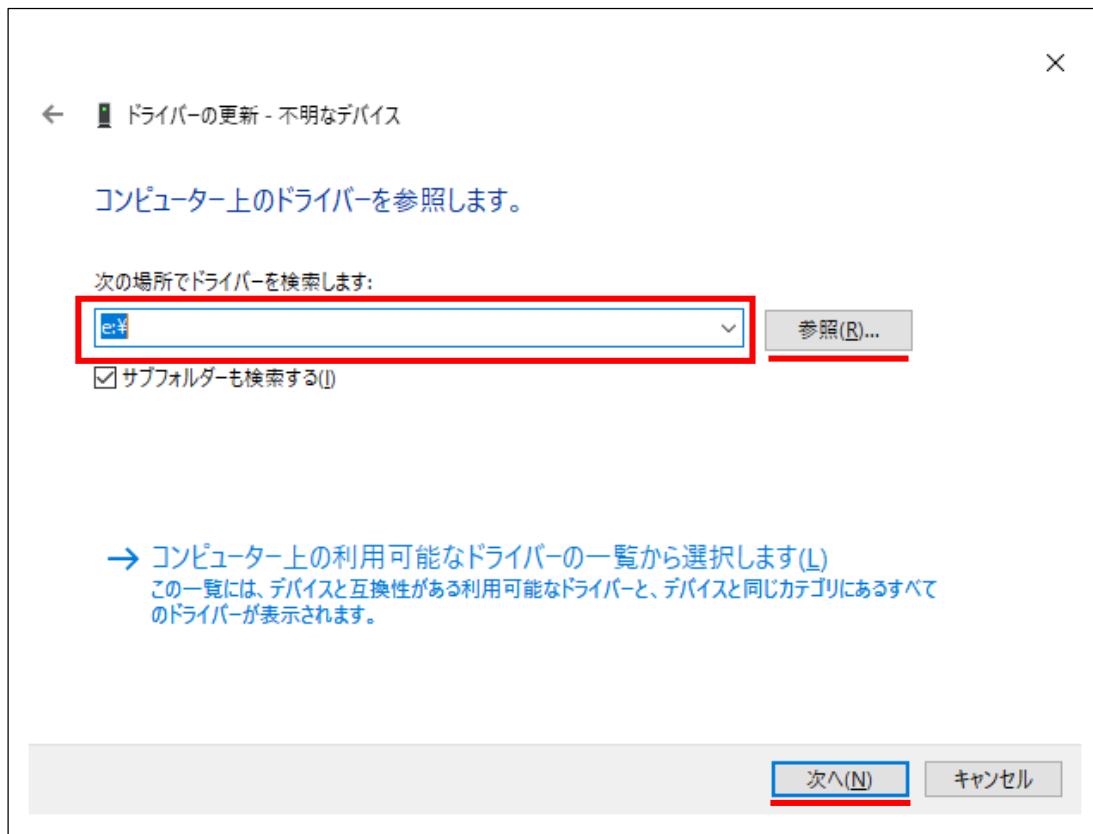 ドライバーの更新 - 不明なデバイス
コンピューター上のドライバーを参照します。
次の場所でドライバーを検索します:
e:¥
参照(R)...
サブフォルダーも検索する(I)
コンピューター上の利用可能なドライバーの一覧から選択します(L)
この一覧には、デバイスと互換性がある利用可能なドライバーと、デバイスと同じカテゴリにあるすべて
のドライバーが表示されます。
次へ(N)
キャンセル